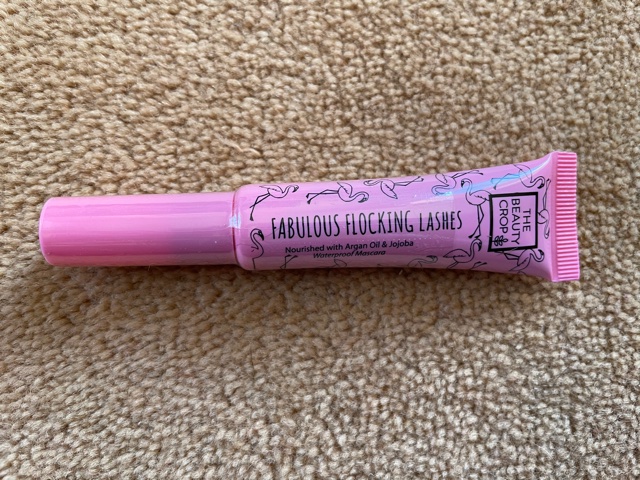 FABULOUS FLOCKING LASHES
Nourished with Argan Oil & Jojoba
Waterproof Mascara
THE
BEAUTY
CROP